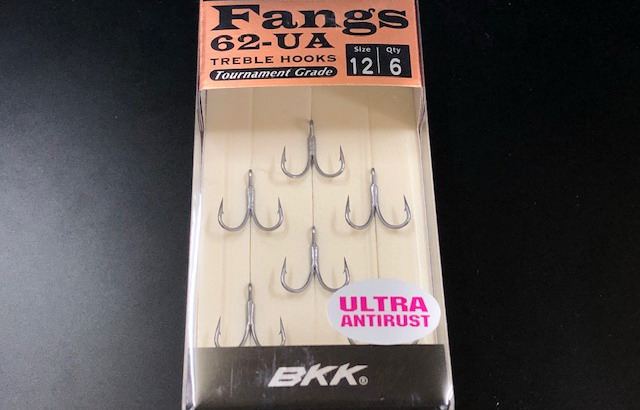 Fangs
62-UA
TREBLE HOOKS
Tournament Grade
Size Qty
12 6
ULTRA
ANTIRUST
BKK®